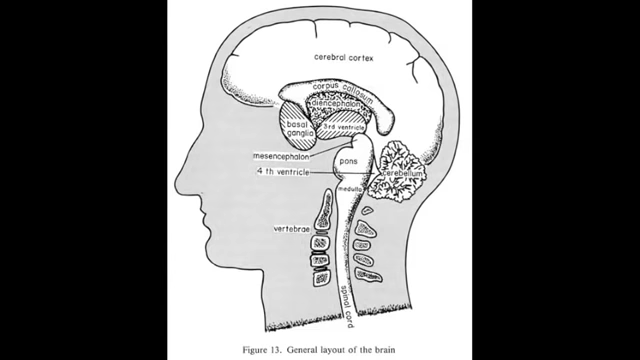 cerebral cortex
corpus callosum
diencephalon
basal
ganglia
3rd ventricle
mesencephalon
pons
4 th ventricle
cerebellum
medulla
vertebrae
spinal cord
Figure 13. General layout of the brain